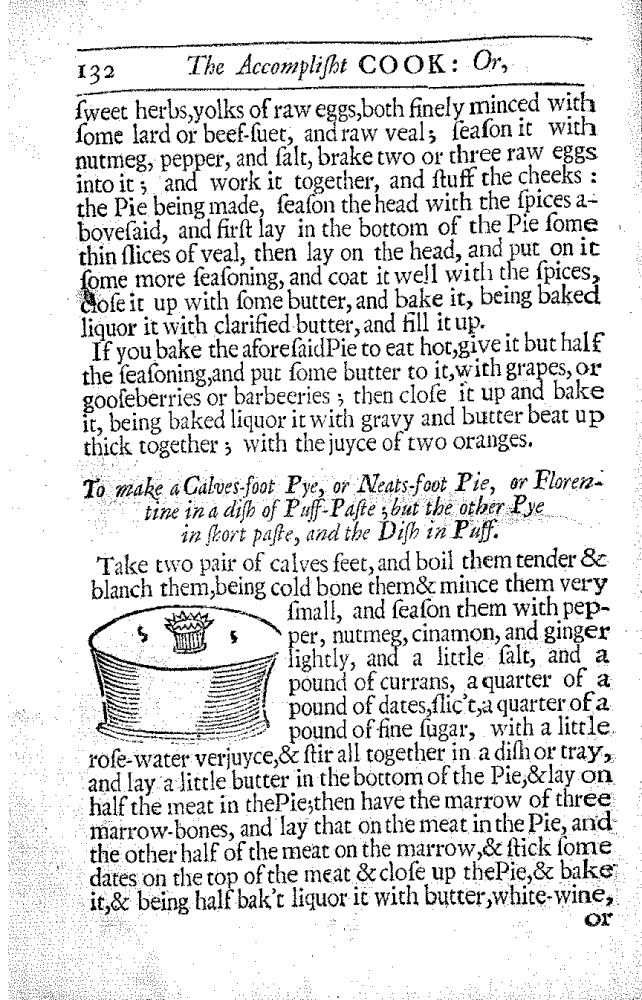 132 The Accompliſht COOK: Or,
ſweet herbs,yolks of raw eggs,both finely minced with
ſome lard or beef-ſuet, and raw veal; ſeaſon it with
nutmeg, pepper, and ſalt, brake two or three raw eggs
into it; and work it together, and ſtuff the cheeks:
the Pie being made, ſeaſon the head with the ſpices a-
boveſaid, and firſt lay in the bottom of the Pie ſome
thin ſlices of veal, then lay on the head, and put on it
ſome more ſeaſoning, and coat it well with the ſpices,
cloſe it up with ſome butter, and bake it, being baked
liquor it with clarified butter, and fill it up.
If you bake the aforeſaid Pie to eat hot,give it but half
the ſeaſoning,and put ſome butter to it,with grapes, or
gooſeberries or barbeeries; then cloſe it up and bake
it, being baked liquor it with gravy and butter beat up
thick together; with the juyce of two oranges.
To make a Calves-foot Pye, or Neats-foot Pie, or Floren-
tine in a diſh of Puff-Paſte; but the other Pye
in ſhort paſte, and the Diſh in Puff.
Take two pair of calves feet, and boil them tender &
blanch them,being cold bone them& mince them very
ſmall, and ſeaſon them with pep-
per, nutmeg, cinamon, and ginger
lightly, and a little ſalt, and a
pound of currans, a quarter of a
pound of dates,ſlic't,a quarter of a
pound of fine ſugar, with a little
roſe-water verjuyce,& ſtir all together in a diſh or tray,
and lay a little butter in the bottom of the Pie,& lay on
half the meat in the Pie;then have the marrow of three
marrow-bones, and lay that on the meat in the Pie, and
the other half of the meat on the marrow,& ſtick ſome
dates on the top of the meat & cloſe up the Pie,& bake
it,& being half bak't liquor it with butter,white-wine,
or